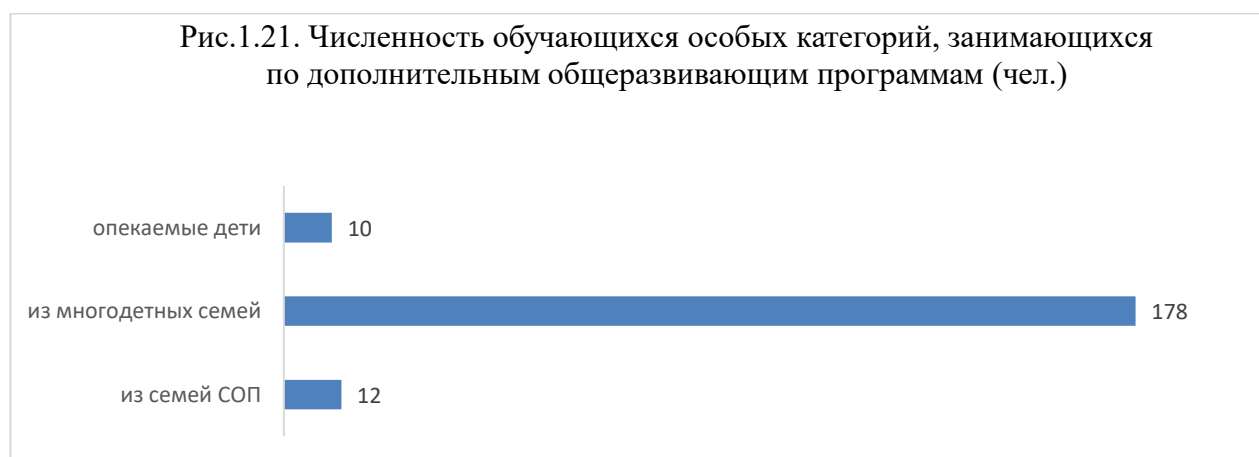 Рис.1.21. Численность обучающихся особых категорий, занимающихся
по дополнительным общеразвивающим программам (чел.)
опекаемые дети 10
из многодетных семей 178
из семей СОП 12